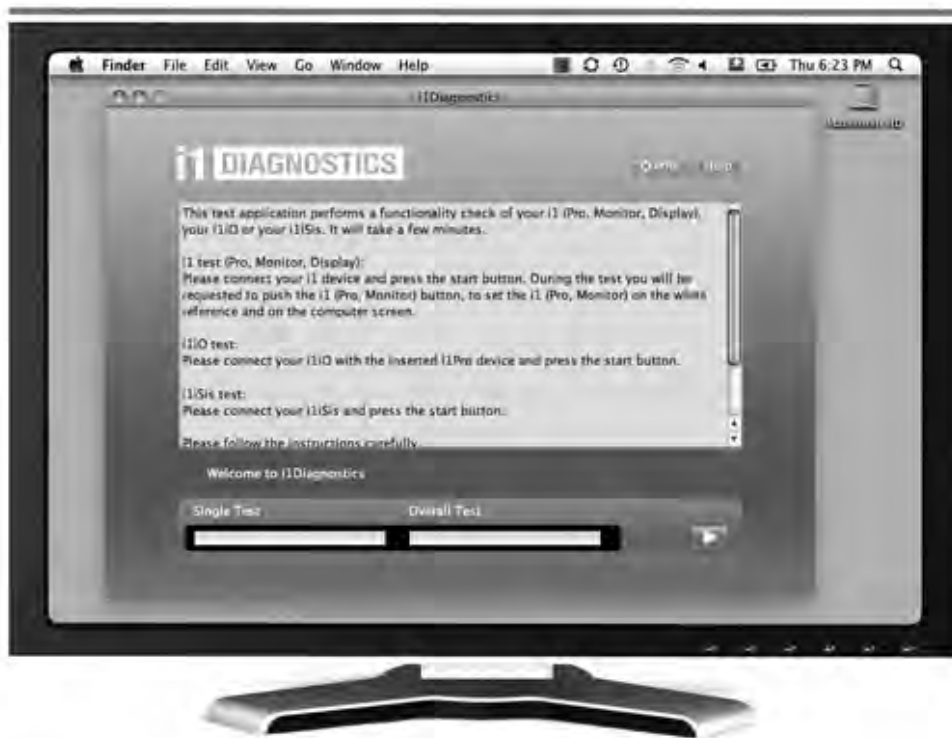 Finder File Edit View Go Window Help Thu 6:23 PM
i1Diagnostics
i1 DIAGNOSTICS
Help
This test application performs a functionality check of your i1 (Pro, Monitor, Display),
your i1iO or your i1iSis. It will take a few minutes.
i1 test (Pro, Monitor, Display):
Please connect your i1 device and press the start button. During the test you will be
requested to push the i1 (Pro, Monitor) button, to set the i1 (Pro, Monitor) on the white
reference and on the computer screen.
i1iO test:
Please connect your i1iO with the inserted i1Pro device and press the start button.
i1iSis test:
Please connect your i1iSis and press the start button.
Please follow the instructions carefully
Welcome to i1Diagnostics
Single Test Overall Test